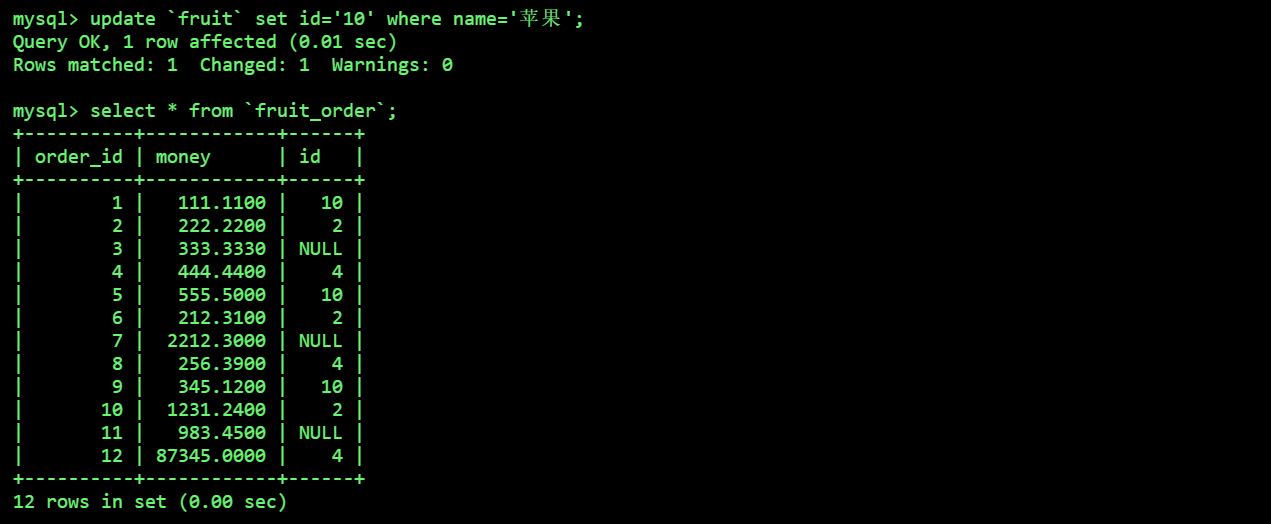 mysql> update `fruit` set id='10' where name='苹果';
Query OK, 1 row affected (0.01 sec)
Rows matched: 1  Changed: 1  Warnings: 0

mysql> select * from `fruit_order`;
+----------+------------+------+
| order_id | money      | id   |
+----------+------------+------+
|        1 |   111.1100 |   10 |
|        2 |   222.2200 |    2 |
|        3 |   333.3330 | NULL |
|        4 |   444.4400 |    4 |
|        5 |   555.5000 |   10 |
|        6 |   212.3100 |    2 |
|        7 |  2212.3000 | NULL |
|        8 |   256.3900 |    4 |
|        9 |   345.1200 |   10 |
|       10 |  1231.2400 |    2 |
|       11 |   983.4500 | NULL |
|       12 | 87345.0000 |    4 |
+----------+------------+------+
12 rows in set (0.00 sec)